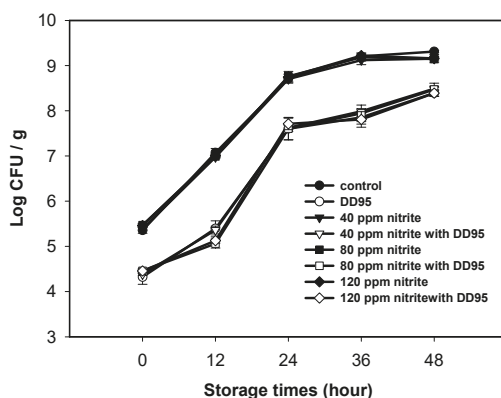 10
9
8
7
6
5
4
3
Log CFU / g
control
DD95
40 ppm nitrite
40 ppm nitrite with DD95
80 ppm nitrite
80 ppm nitrite with DD95
120 ppm nitrite
120 ppm nitritewith DD95
0 12 24 36 48
Storage times (hour)